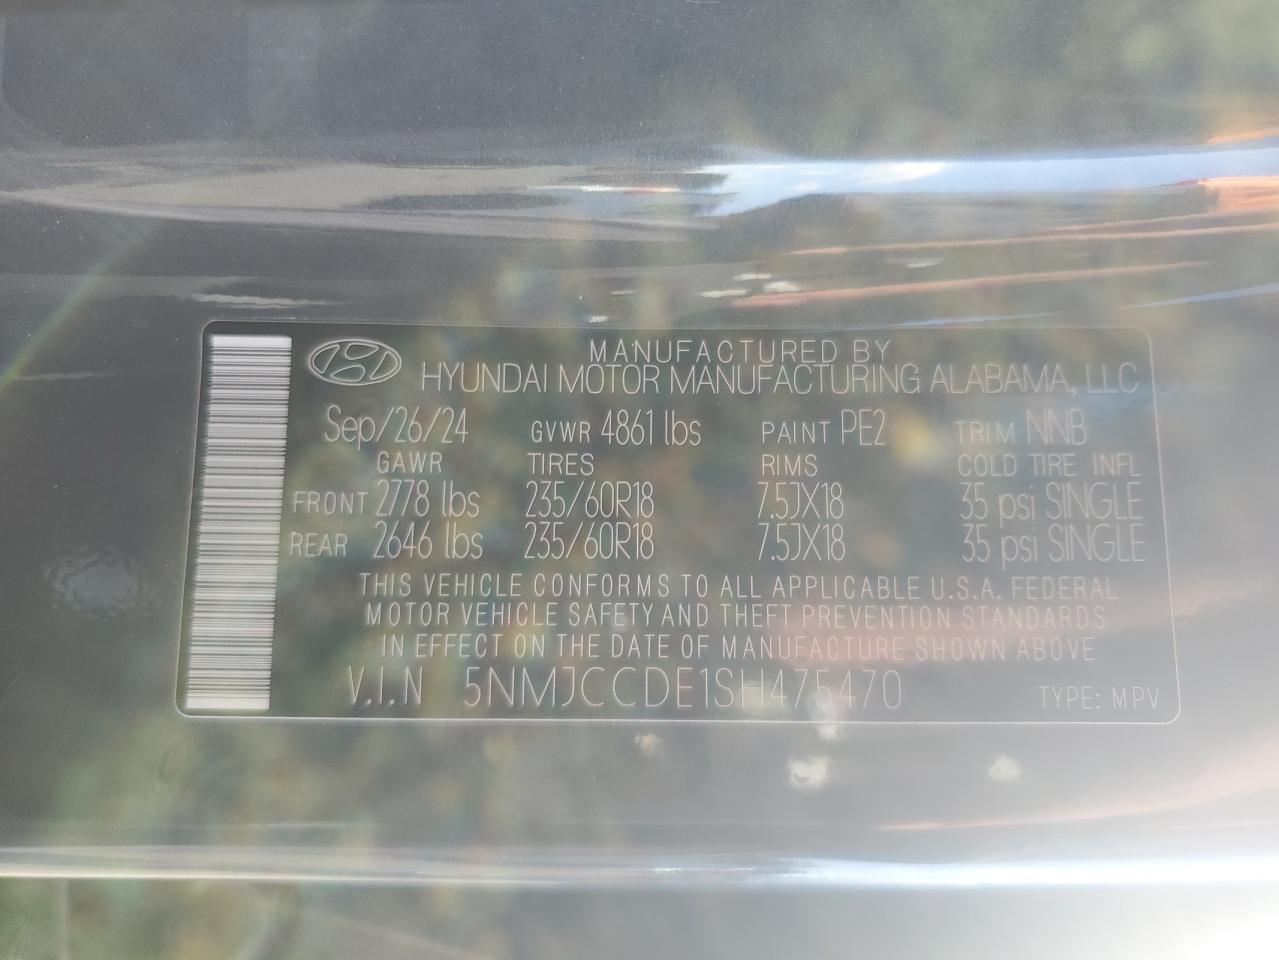 MANUFACTURED BY
HYUNDAI MOTOR MANUFACTURING ALABAMA, LLC
Sep/26/24 GVWR 4861 lbs PAINT PE2 TRIM NNB
GAWR TIRES RIMS COLD TIRE INFL
FRONT 2778 lbs 235/60R18 7.5JX18 35 psi SINGLE
REAR 2646 lbs 235/60R18 7.5JX18 35 psi SINGLE
THIS VEHICLE CONFORMS TO ALL APPLICABLE U.S.A. FEDERAL
MOTOR VEHICLE SAFETY AND THEFT PREVENTION STANDARDS
IN EFFECT ON THE DATE OF MANUFACTURE SHOWN ABOVE
V.I.N 5NMJCCDE1SH475470 TYPE: MPV